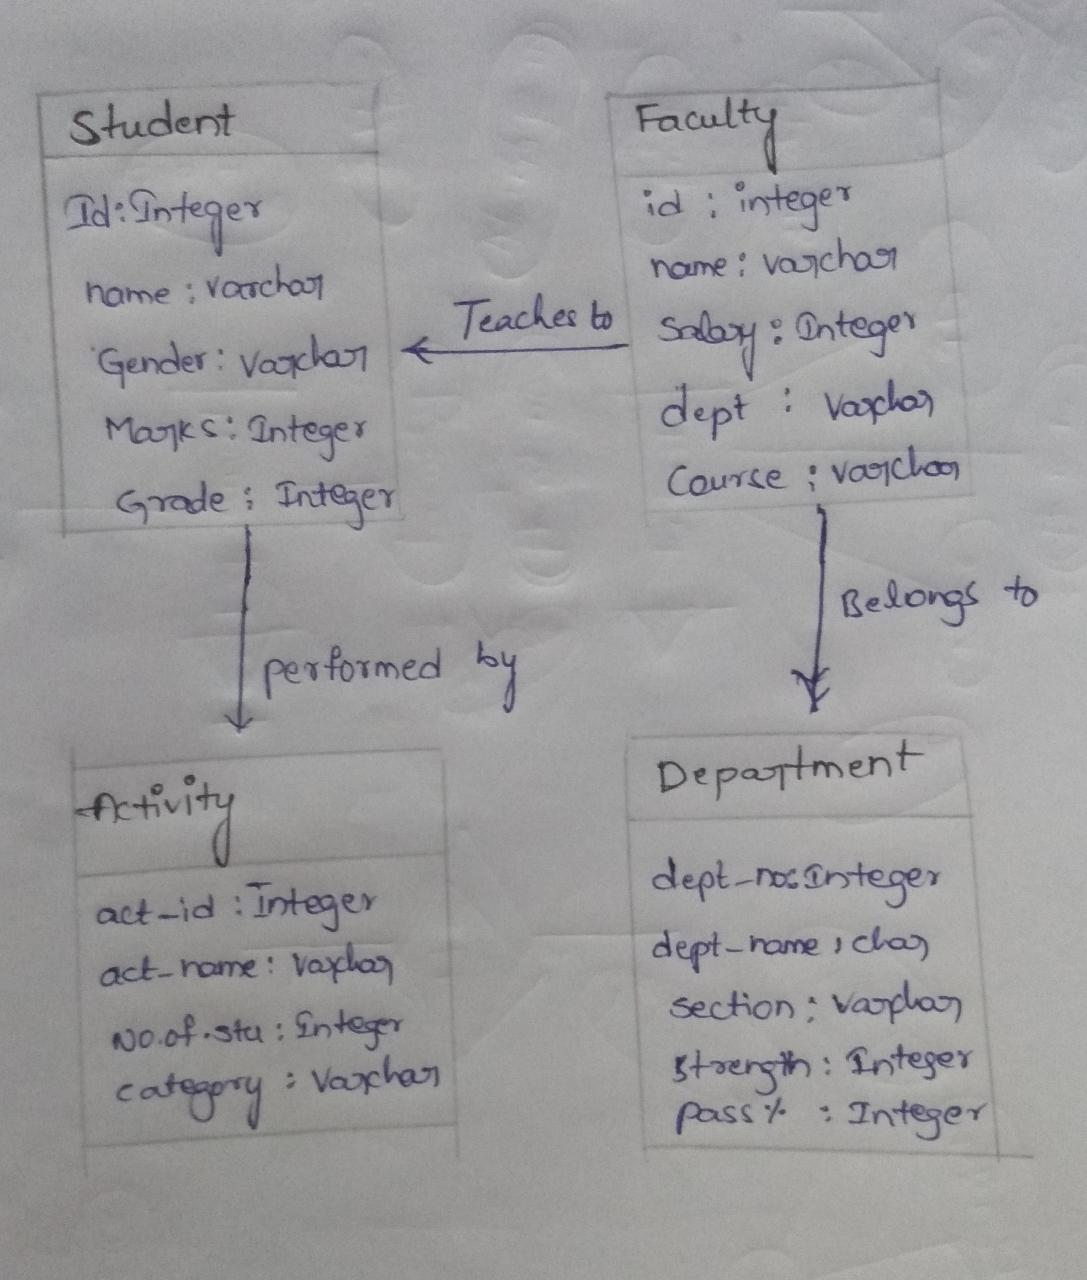 Student
Id: Integer
name : varchar
Gender : varchar
Marks : Integer
Grade : Integer
Teaches to
Faculty
id : integer
name : varchar
Salary : Integer
dept : varchar
Course : varchar
performed by
Belongs to
Activity
act-id : Integer
act-name : varchar
No.of.stu : Integer
category : varchar
Department
dept-no: Integer
dept-name : char
section : varchar
Strength : Integer
Pass % : Integer